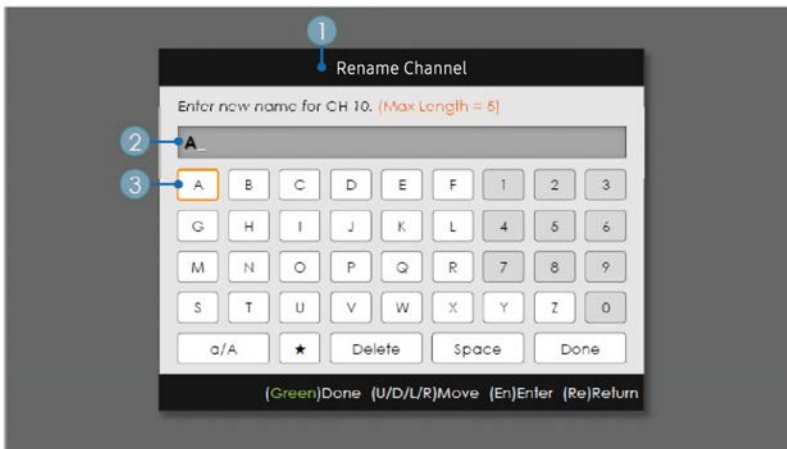 1
Rename Channel
Enter new name for CH 10. (Max Length = 5)
2
A_
3
A B C D E F 1 2 3
G H I J K L 4 5 6
M N O P Q R 7 8 9
S T U V W X Y Z 0
a/A ★ Delete Space Done
(Green)Done (U/D/L/R)Move (En)Enter (Re)Return